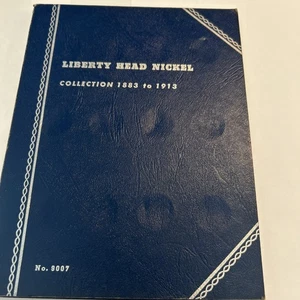 LIBERTY HEAD NICKEL
COLLECTION 1883 to 1913
No. 9007